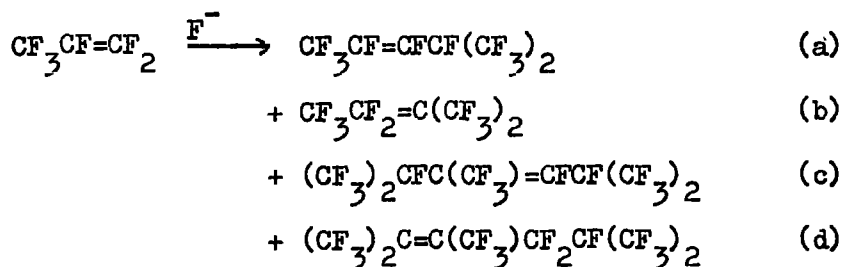 CF₃CF=CF₂ F⁻ → CF₃CF=CFCF(CF₃)₂ (a)
+ CF₃CF₂=C(CF₃)₂ (b)
+ (CF₃)₂CFC(CF₃)=CFCF(CF₃)₂ (c)
+ (CF₃)₂C=C(CF₃)CF₂CF(CF₃)₂ (d)